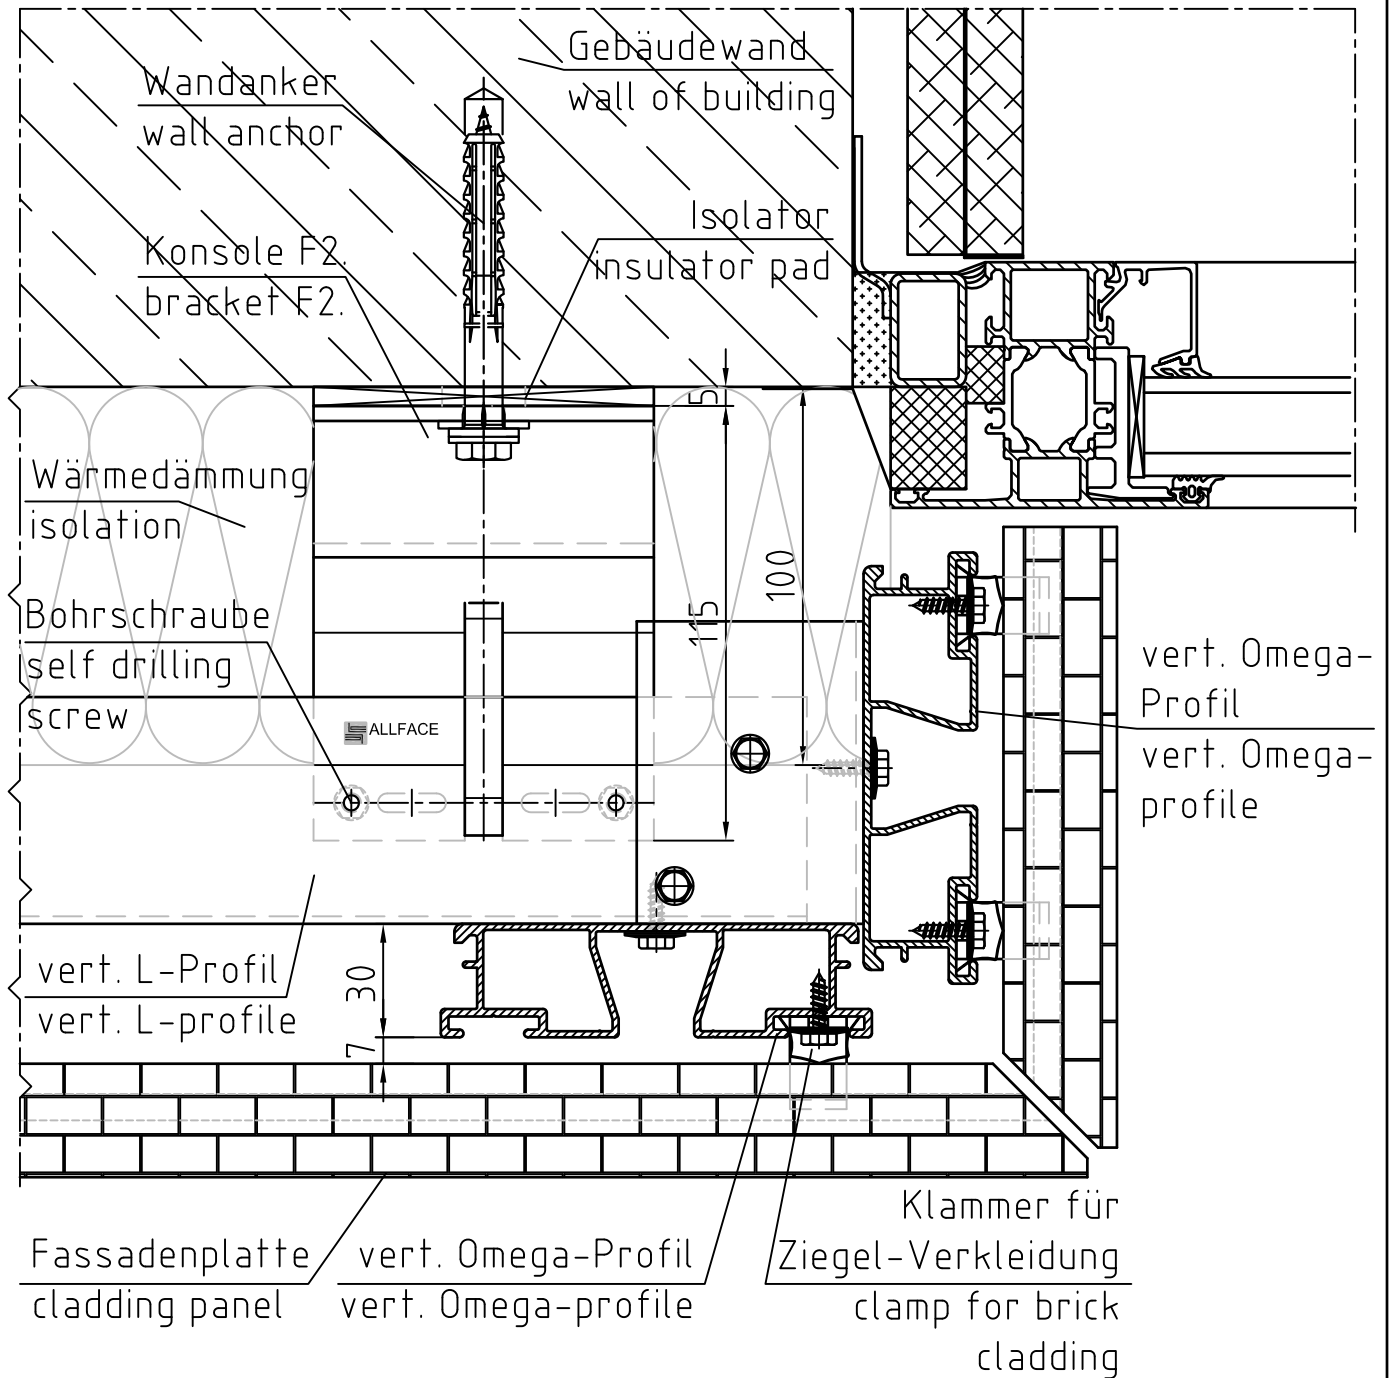 Gebäudewand
wall of building
Wandanker
wall anchor
Isolator
insulator pad
Konsole F2.
bracket F2.
5
Wärmedämmung
isolation
100
115
Bohrschraube
self drilling
screw
vert. Omega-
Profil
vert. Omega-
profile
ALLFACE
vert. L-Profil
vert. L-profile
30
7
Klammer für
Ziegel-Verkleidung
clamp for brick
cladding
Fassadenplatte
cladding panel
vert. Omega-Profil
vert. Omega-profile